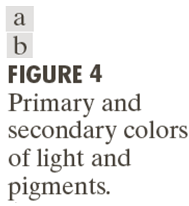 a
b
FIGURE 4
Primary and
secondary colors
of light and
pigments.